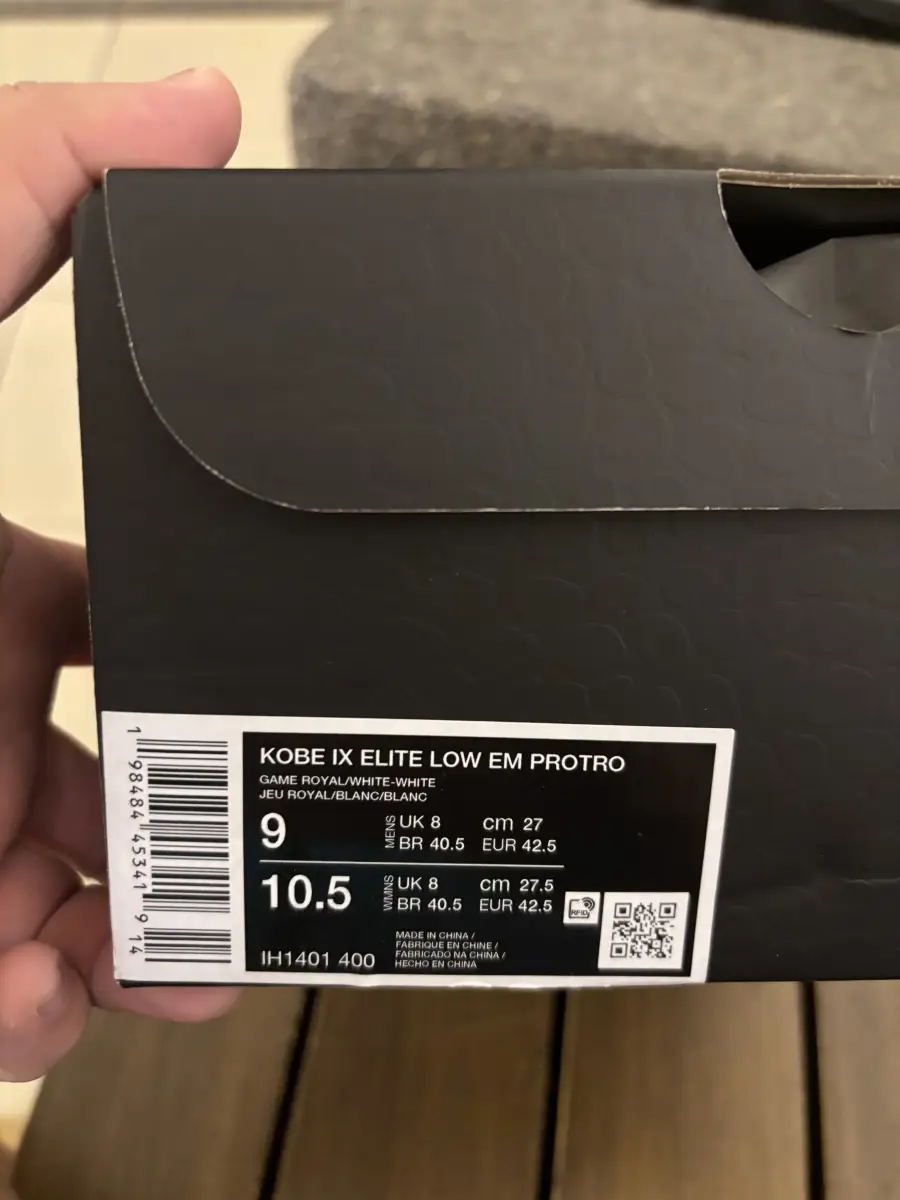 KOBE IX ELITE LOW EM PROTRO
GAME ROYAL/WHITE-WHITE
JEU ROYAL/BLANC/BLANC
9
MENS
UK 8 cm 27
BR 40.5 EUR 42.5
10.5
WMNS
UK 8 cm 27.5
BR 40.5 EUR 42.5
RFID
MADE IN CHINA /
FABRIQUE EN CHINE /
FABRICADO NA CHINA /
HECHO EN CHINA
IH1401 400
1 98484 45341 9 14